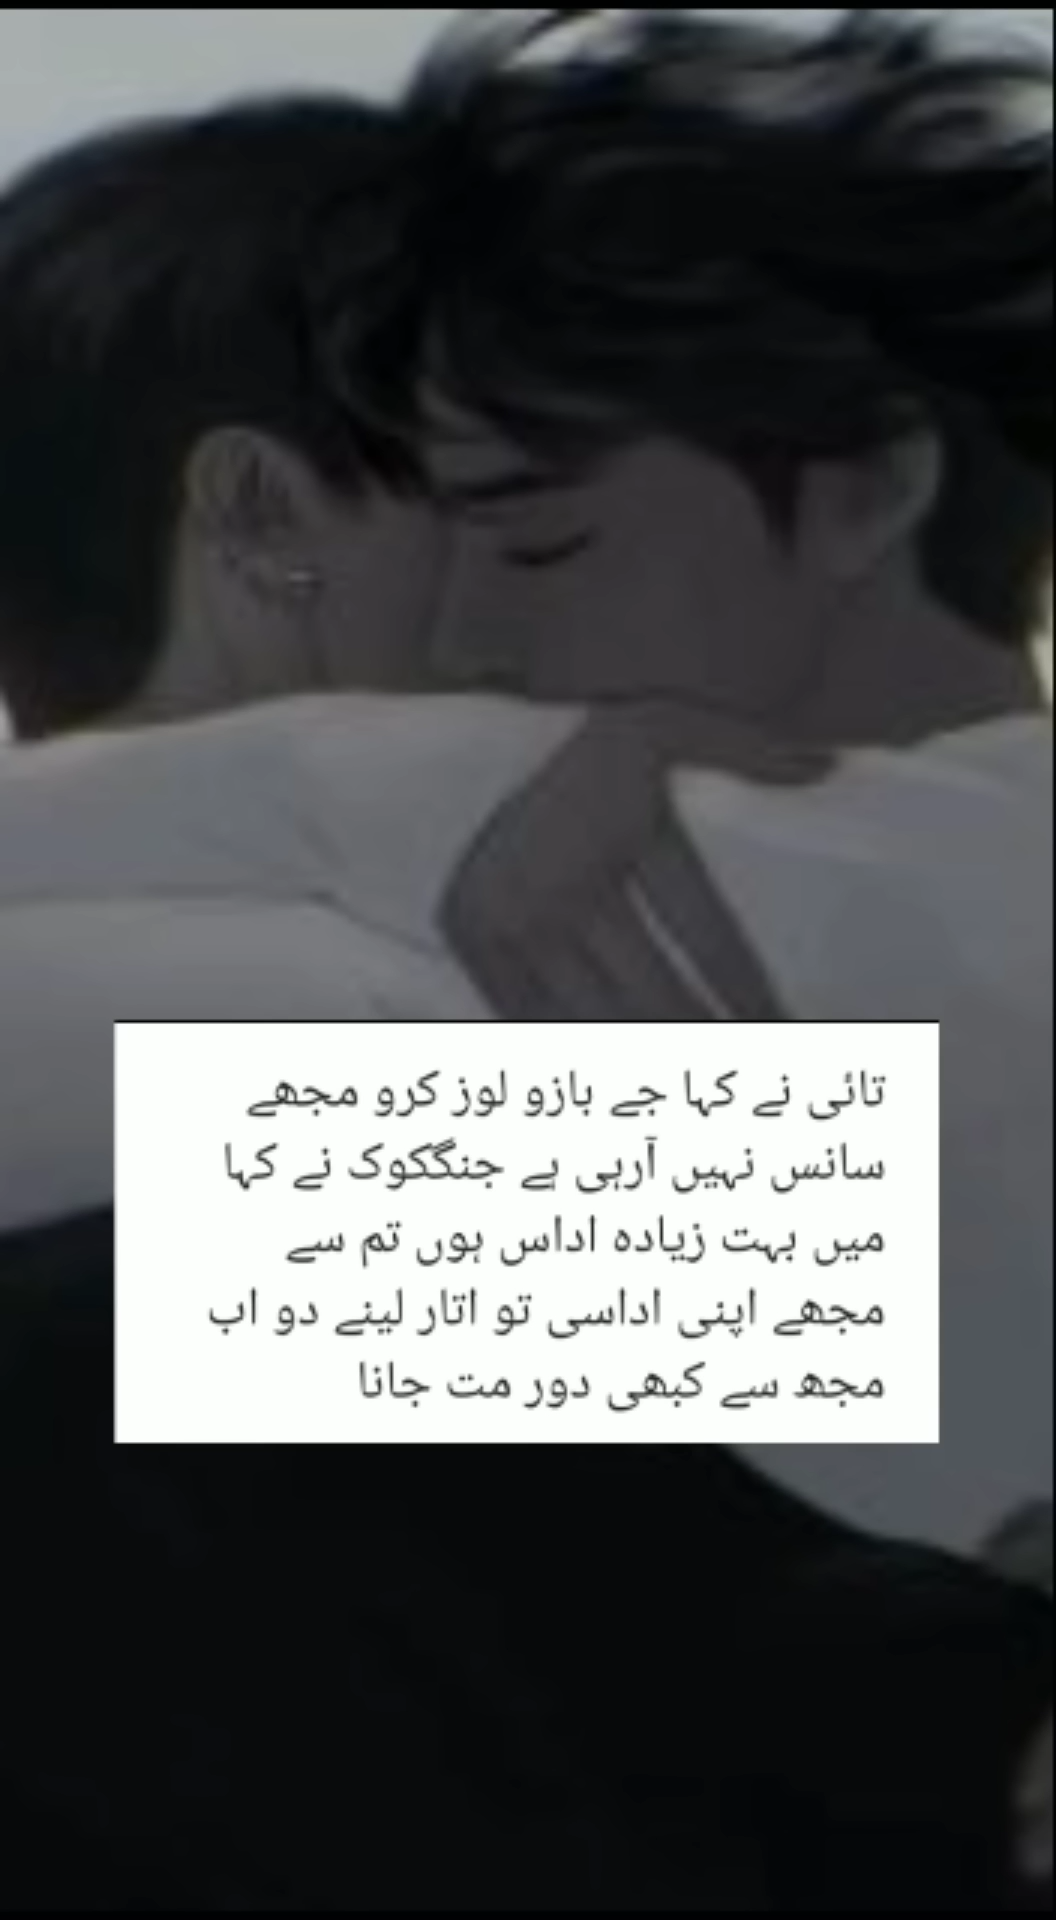 تائی نے کہا جے بازو لوز کرو مجھے
سانس نہیں آرہی ہے جنگکوک نے کہا
میں بہت زیادہ اداس ہوں تم سے
مجھے اپنی اداسی تو اتار لینے دو اب
مجھ سے کبھی دور مت جانا